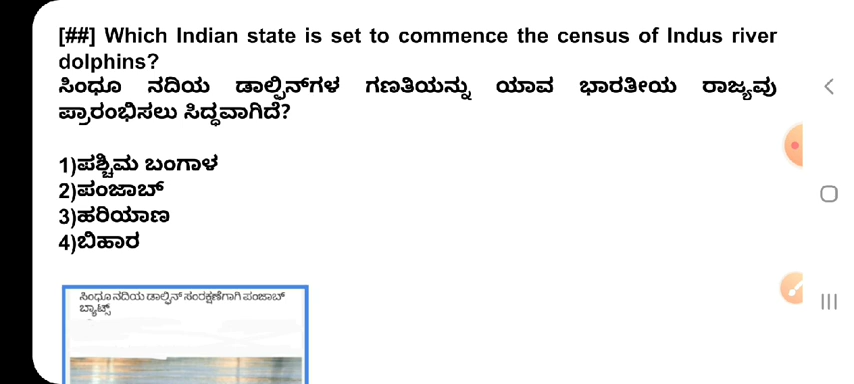 [##] Which Indian state is set to commence the census of Indus river
dolphins?
ಸಿಂಧೂ ನದಿಯ ಡಾಲ್ಫಿನ್‌ಗಳ ಗಣತಿಯನ್ನು ಯಾವ ಭಾರತೀಯ ರಾಜ್ಯವು
ಪ್ರಾರಂಭಿಸಲು ಸಿದ್ಧವಾಗಿದೆ?
1)ಪಶ್ಚಿಮ ಬಂಗಾಳ
2)ಪಂಜಾಬ್
3)ಹರಿಯಾಣ
4)ಬಿಹಾರ
ಸಿಂಧೂ ನದಿಯ ಡಾಲ್ಫಿನ್ ಸಂರಕ್ಷಣೆಗಾಗಿ ಪಂಜಾಬ್
ಬ್ಯಾಟ್ಸ್